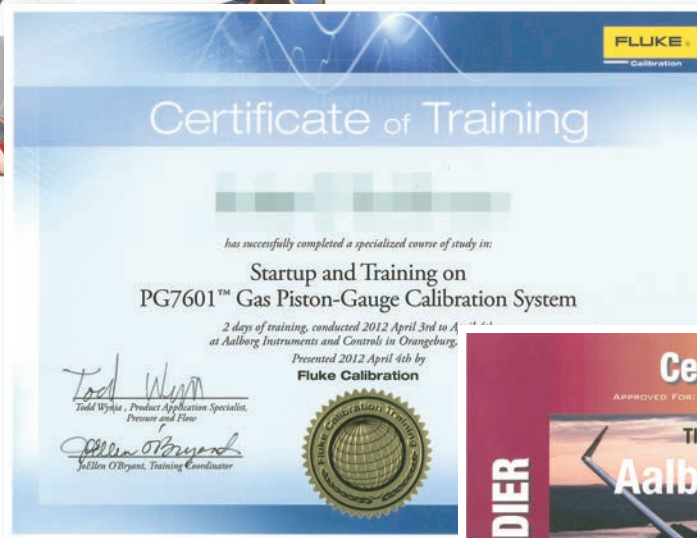 FLUKE®
Calibration
Certificate of Training
has successfully completed a specialized course of study in:
Startup and Training on
PG7601™ Gas Piston-Gauge Calibration System
2 days of training, conducted 2012 April 3rd to
at Aalborg Instruments and Controls in Orangeburg,
Presented 2012 April 4th by
Fluke Calibration
Todd Wynja, Product Application Specialist,
Pressure and Flow
JoEllen O'Bryant, Training Coordinator
Fluke Calibration Training
Ce
APPROVED FOR:
Aalb
DIER